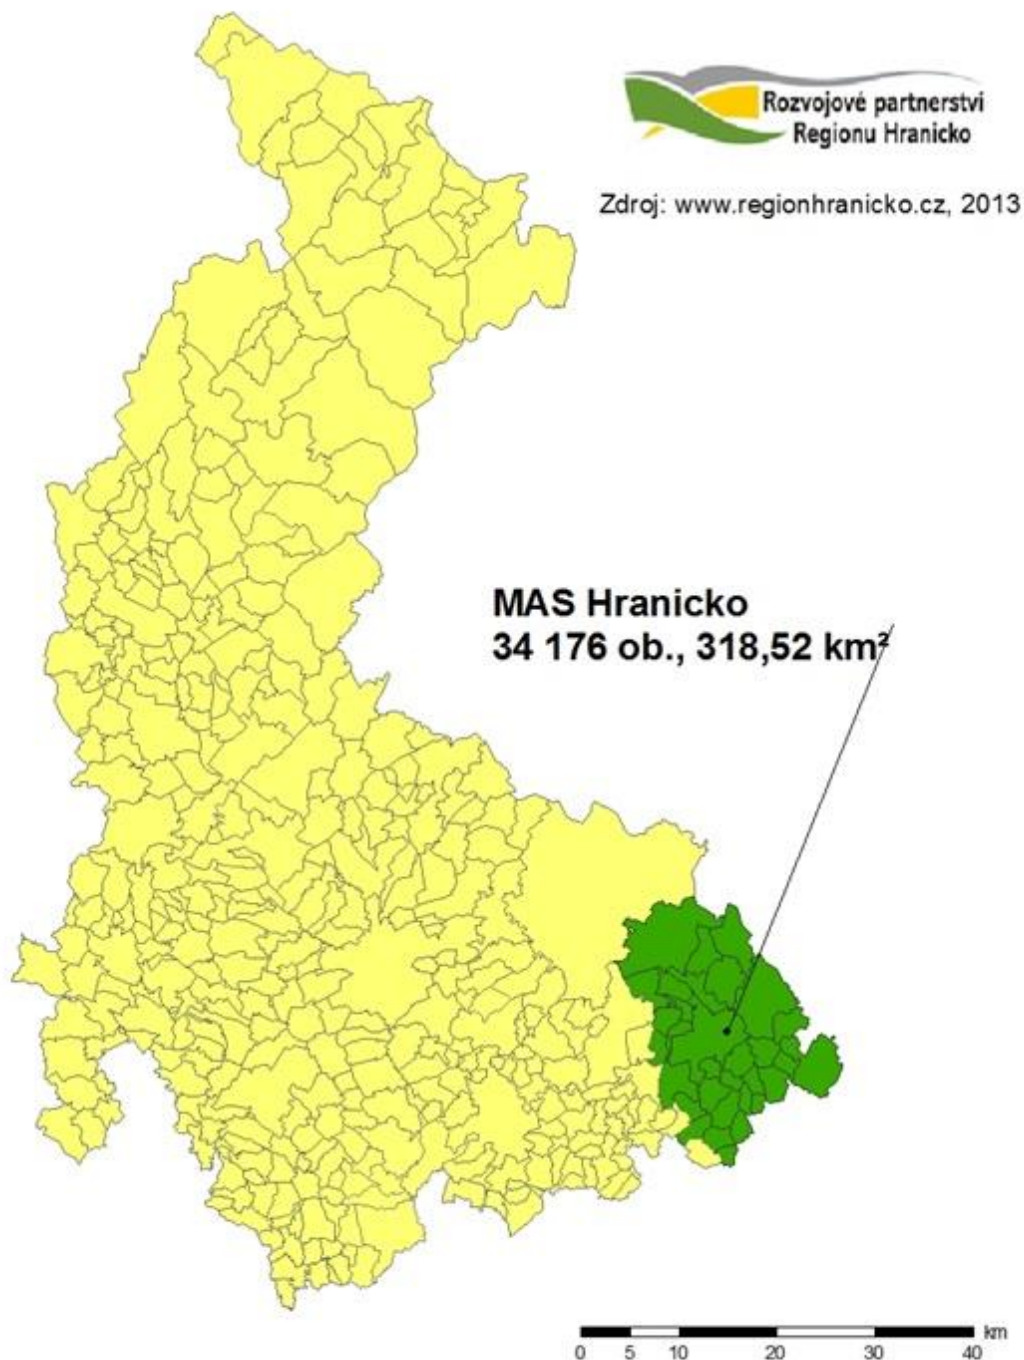 Rozvojové partnerství
Regionu Hranicko
Zdroj: www.regionhranicko.cz, 2013
MAS Hranicko
34 176 ob., 318,52 km²
km
0 5 10 20 30 40